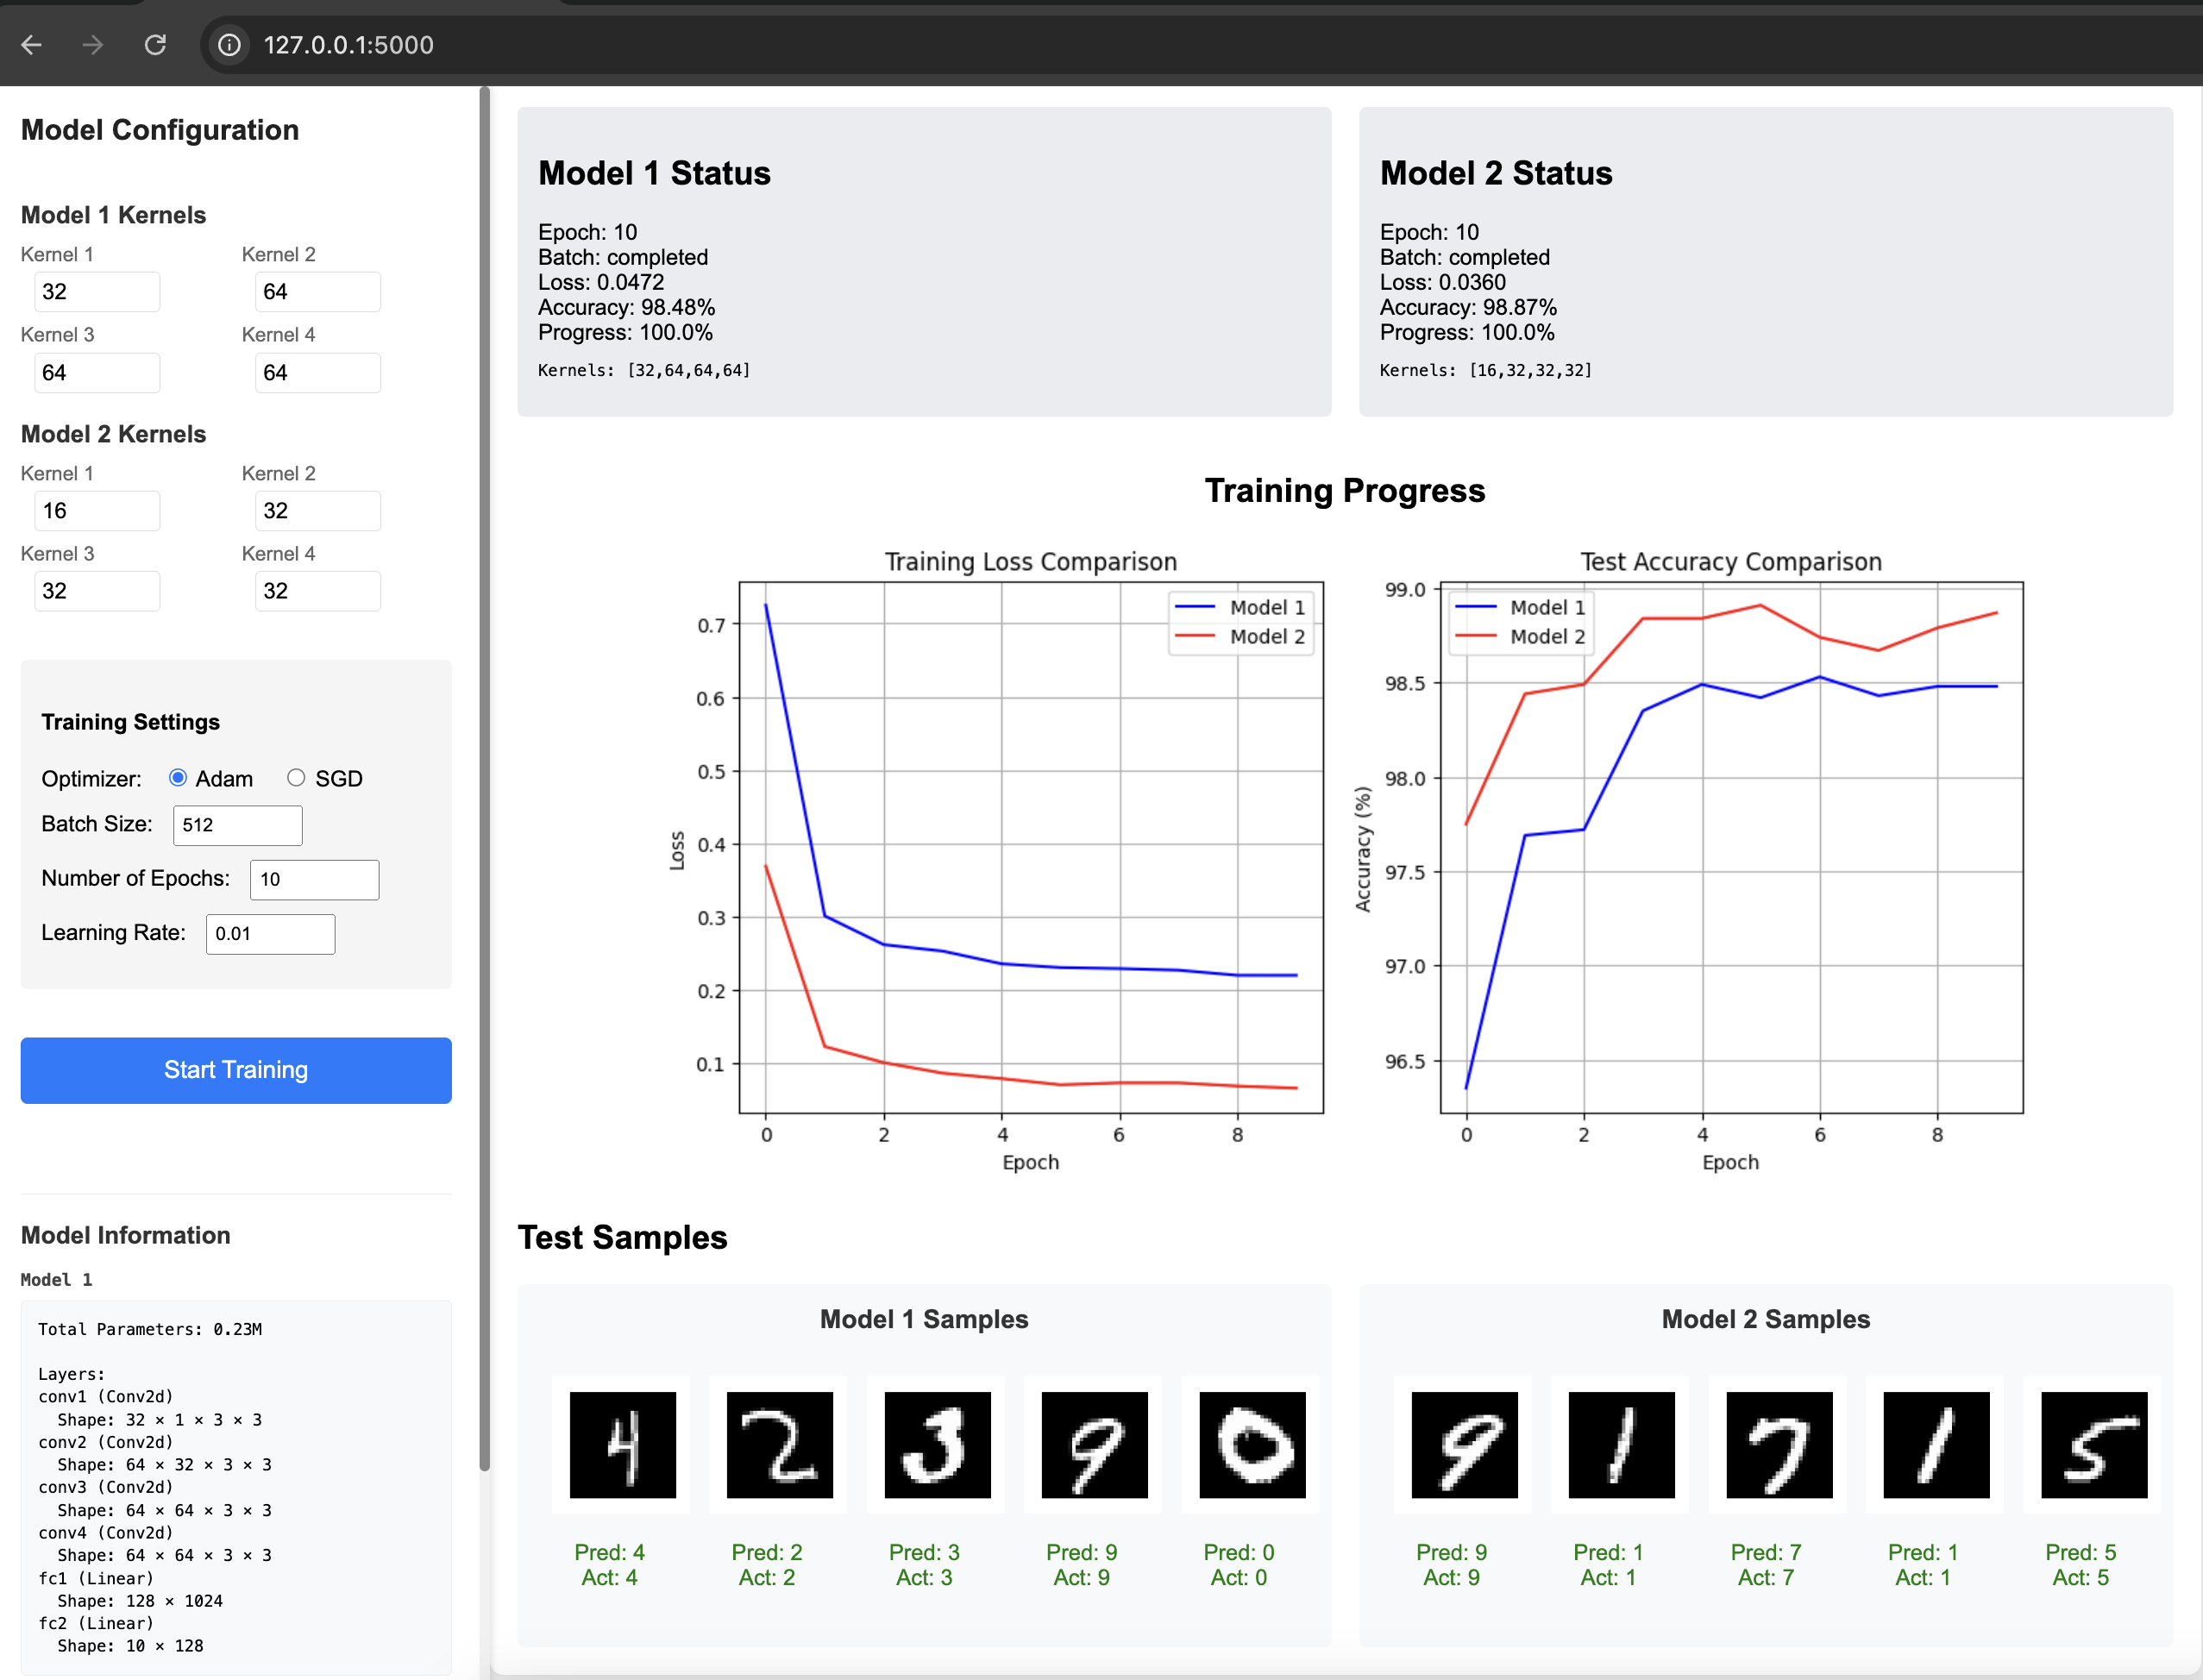 127.0.0.1:5000
Model Configuration
Model 1 Kernels
Kernel 1 Kernel 2
32 64
Kernel 3 Kernel 4
64 64
Model 2 Kernels
Kernel 1 Kernel 2
16 32
Kernel 3 Kernel 4
32 32
Training Settings
Optimizer: Adam SGD
Batch Size: 512
Number of Epochs: 10
Learning Rate: 0.01
Start Training
Model Information
Model 1
Total Parameters: 0.23M
Layers:
conv1 (Conv2d)
Shape: 32 × 1 × 3 × 3
conv2 (Conv2d)
Shape: 64 × 32 × 3 × 3
conv3 (Conv2d)
Shape: 64 × 64 × 3 × 3
conv4 (Conv2d)
Shape: 64 × 64 × 3 × 3
fc1 (Linear)
Shape: 128 × 1024
fc2 (Linear)
Shape: 10 × 128
Model 1 Status
Epoch: 10
Batch: completed
Loss: 0.0472
Accuracy: 98.48%
Progress: 100.0%
Kernels: [32,64,64,64]
Model 2 Status
Epoch: 10
Batch: completed
Loss: 0.0360
Accuracy: 98.87%
Progress: 100.0%
Kernels: [16,32,32,32]
Training Progress
Training Loss Comparison
Model 1
Model 2
0.7
0.6
0.5
0.4
0.3
0.2
0.1
Loss
0 2 4 6 8
Epoch
Test Accuracy Comparison
Model 1
Model 2
99.0
98.5
98.0
97.5
97.0
96.5
Accuracy (%)
0 2 4 6 8
Epoch
Test Samples
Model 1 Samples
4 2 3 9 0
Pred: 4 Pred: 2 Pred: 3 Pred: 9 Pred: 0
Act: 4 Act: 2 Act: 3 Act: 9 Act: 0
Model 2 Samples
9 1 7 1 5
Pred: 9 Pred: 1 Pred: 7 Pred: 1 Pred: 5
Act: 9 Act: 1 Act: 7 Act: 1 Act: 5